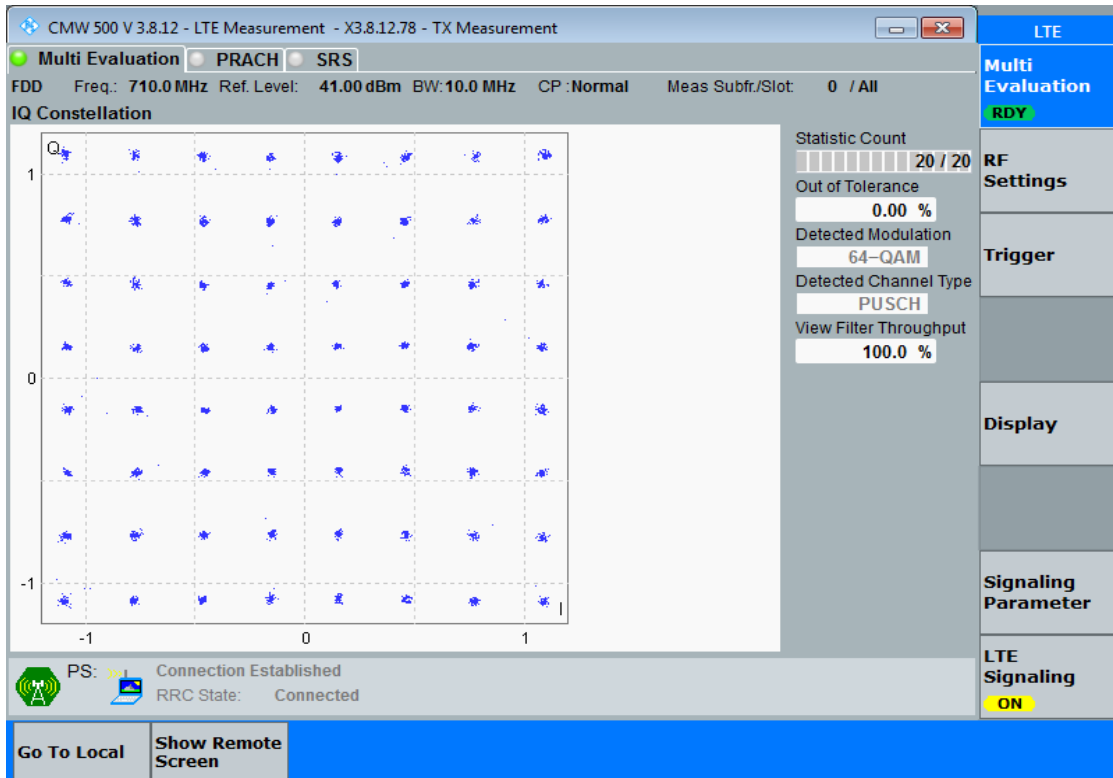 CMW 500 V 3.8.12 - LTE Measurement - X3.8.12.78 - TX Measurement
LTE
Multi Evaluation PRACH SRS
Multi
Evaluation
RDY
FDD Freq.: 710.0 MHz Ref. Level: 41.00 dBm BW: 10.0 MHz CP : Normal Meas Subfr./Slot: 0 / All
IQ Constellation
Q
1
0
-1
I
-1 0 1
Statistic Count
20 / 20
Out of Tolerance
0.00 %
Detected Modulation
64-QAM
Detected Channel Type
PUSCH
View Filter Throughput
100.0 %
RF
Settings
Trigger
Display
Signaling
Parameter
LTE
Signaling
ON
PS: Connection Established
RRC State: Connected
Go To Local
Show Remote
Screen